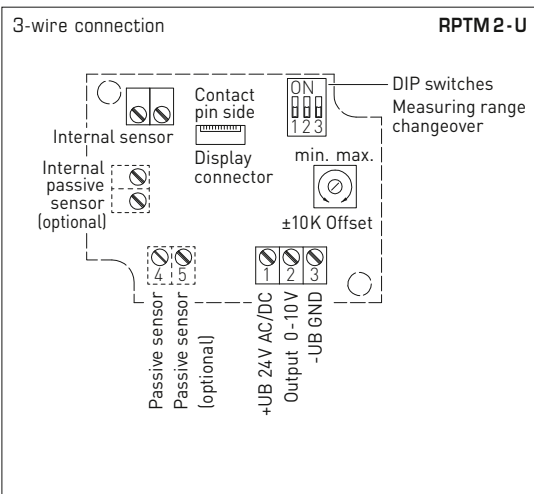 3-wire connection
RPTM 2 - U
ON
1 2 3
DIP switches
Measuring range
changeover
Contact
pin side
Internal sensor
Display
connector
Internal
passive
sensor
(optional)
min. max.
±10K Offset
4 5
1 2 3
Passive sensor
Passive sensor
(optional)
+UB 24V AC/DC
Output 0-10V
-UB GND